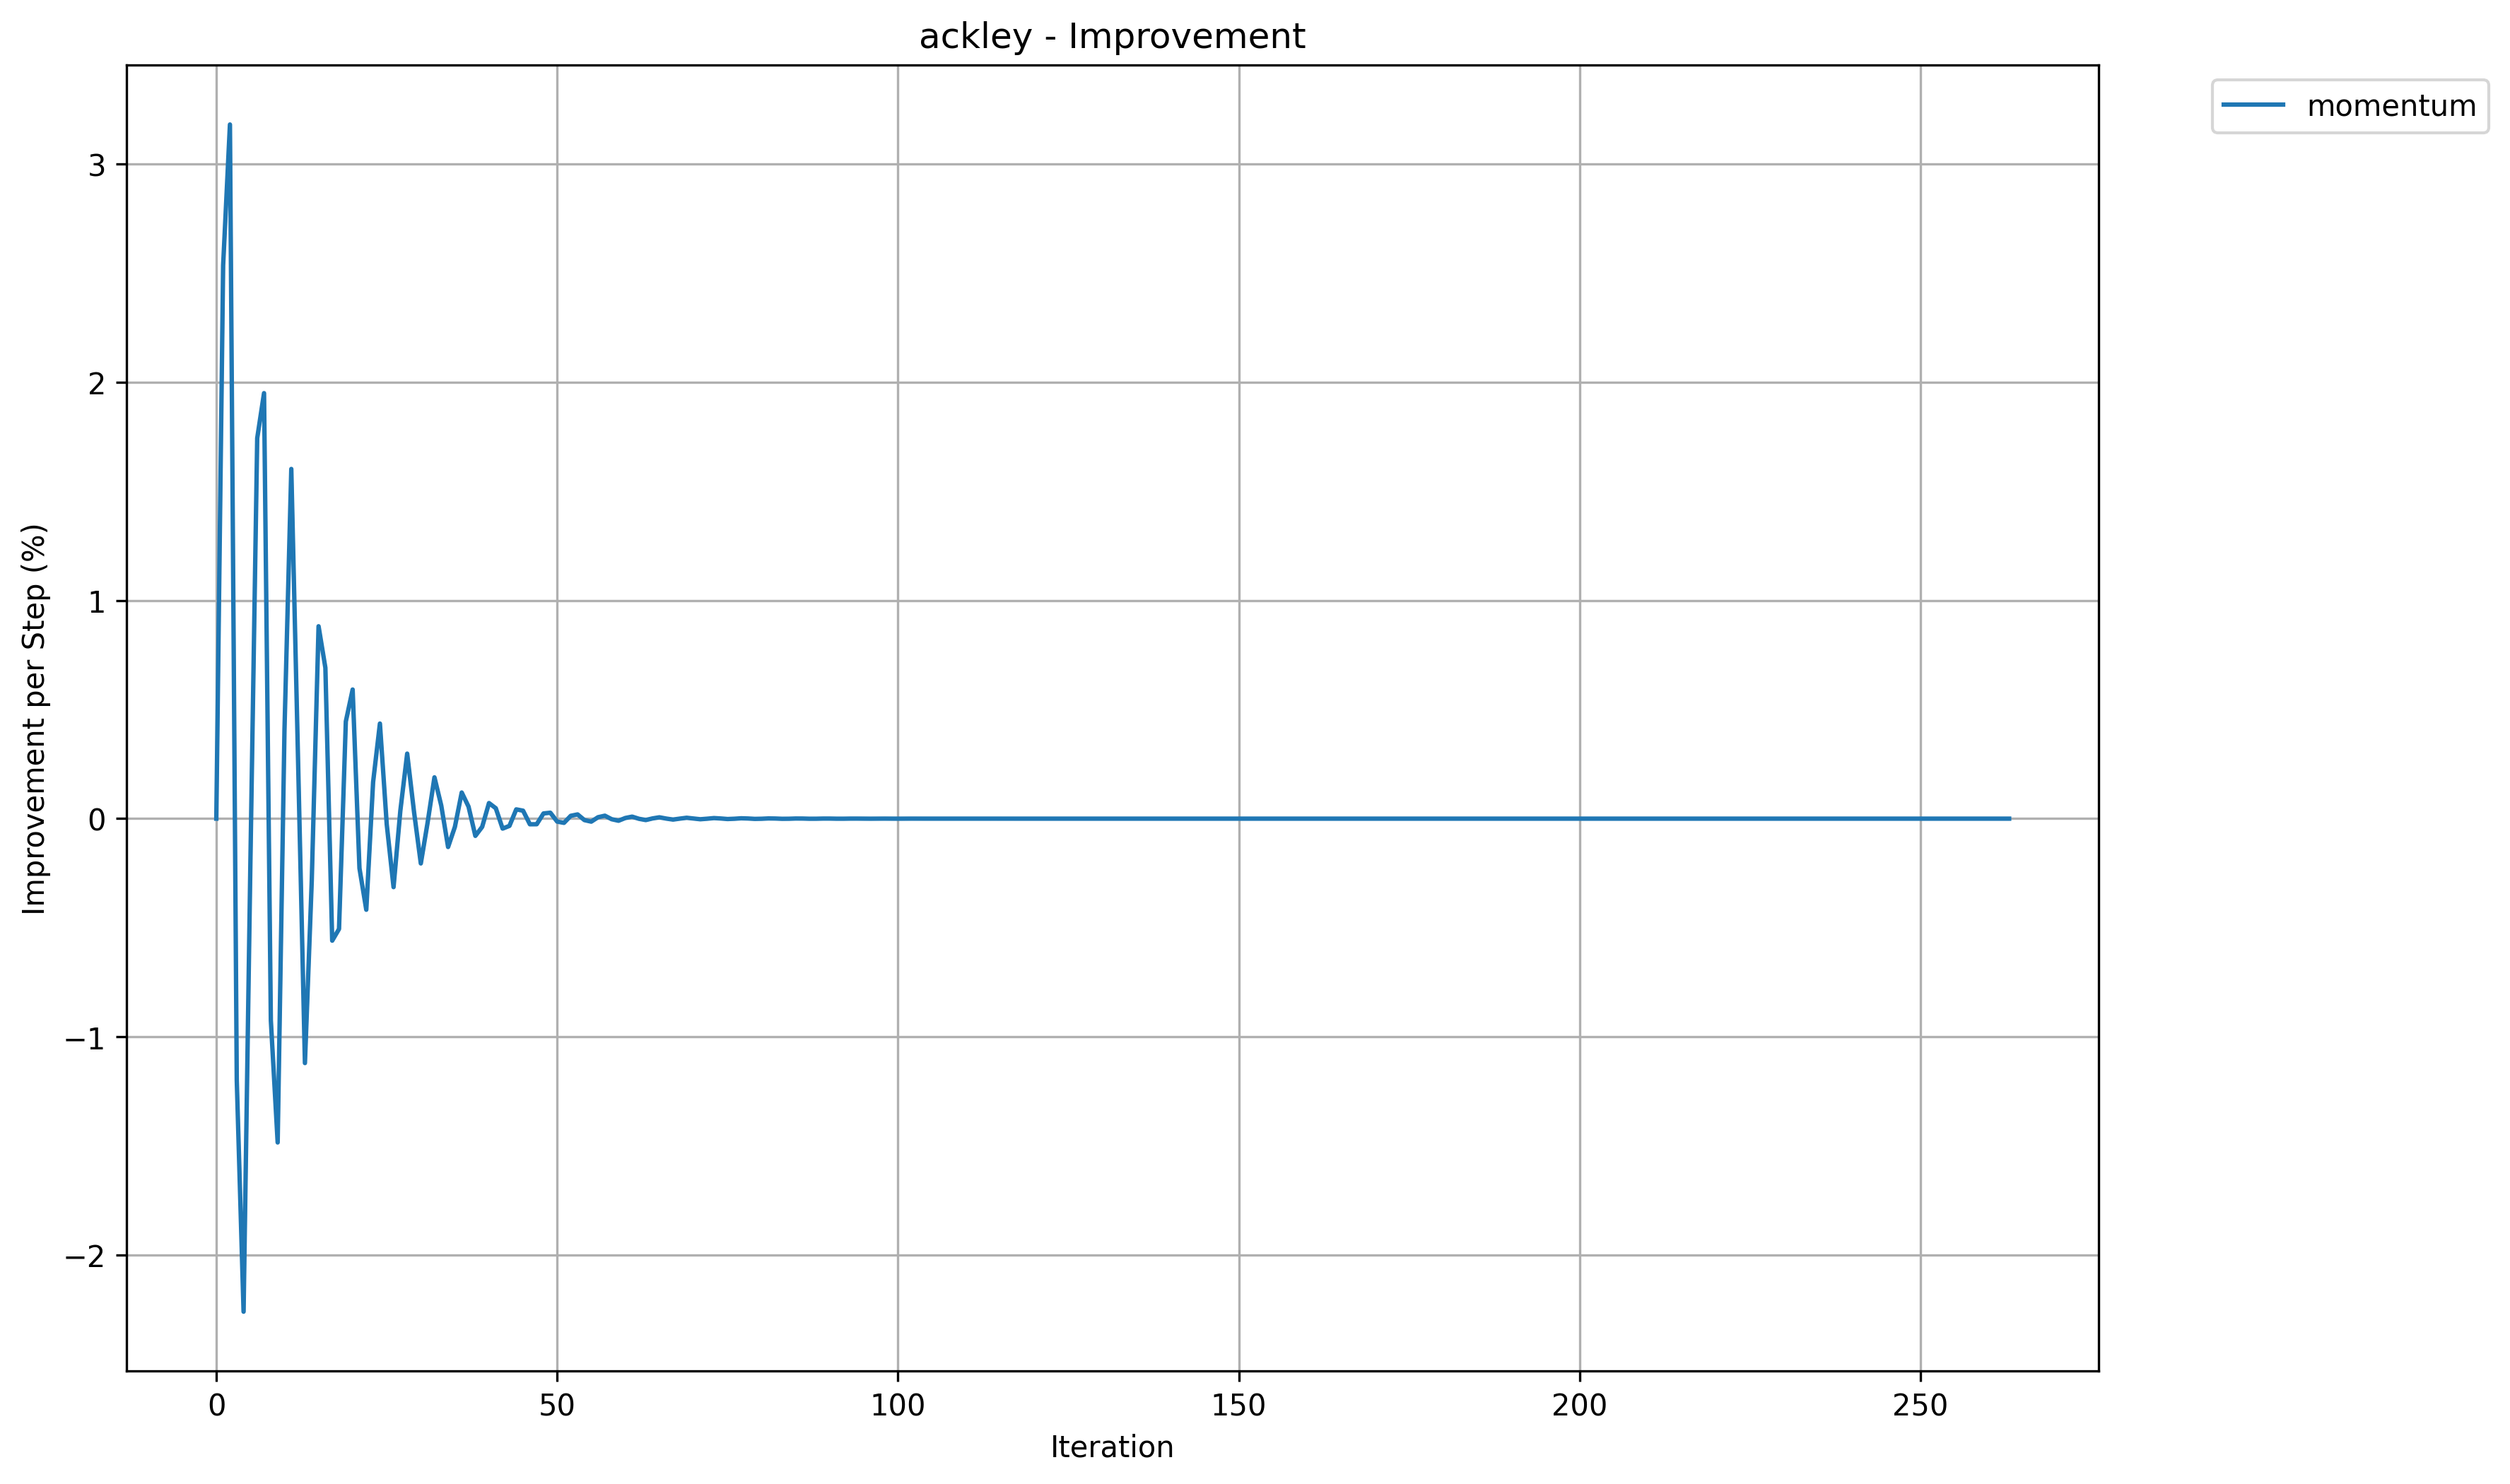 ackley - Improvement
momentum
Improvement per Step (%)
3
2
1
0
−1
−2
0 50 100 150 200 250
Iteration